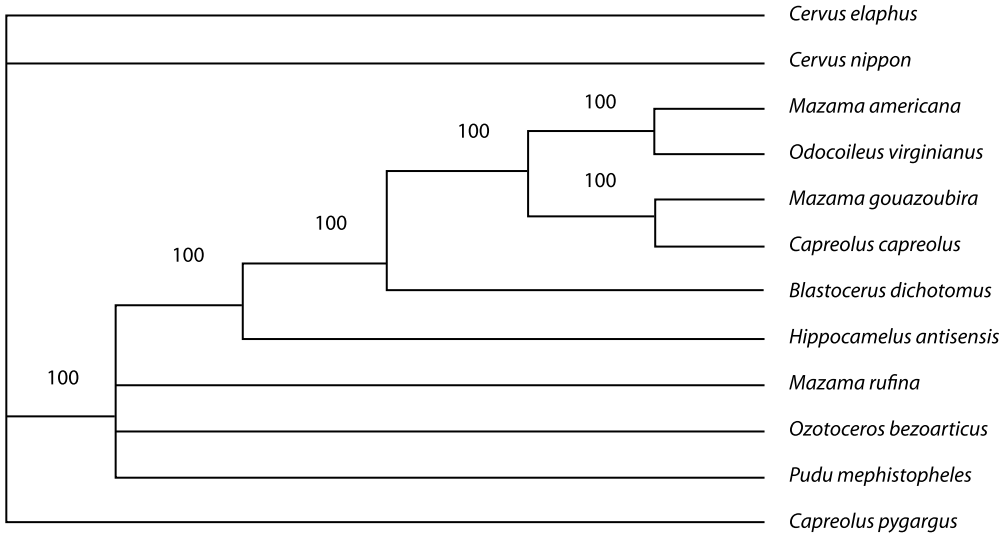 Cervus elaphus
Cervus nippon
100
Mazama americana
100
Odocoileus virginianus
100
Mazama gouazoubira
100
Capreolus capreolus
100
Blastocerus dichotomus
Hippocamelus antisensis
100
Mazama rufina
Ozotoceros bezoarticus
Pudu mephistopheles
Capreolus pygargus